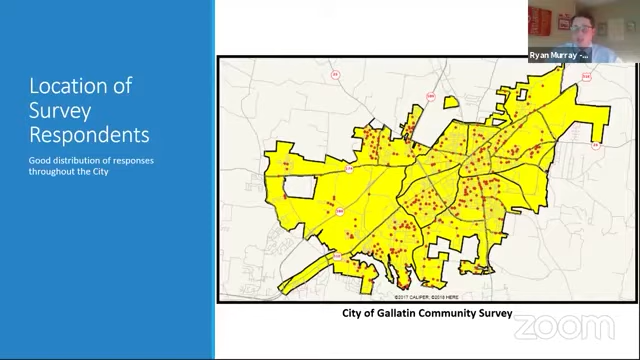 Location of
Survey
Respondents
Good distribution of responses
throughout the City
Ryan Murray -...
©2017 CALIPER; ©2016 HERE
City of Gallatin Community Survey
zoom